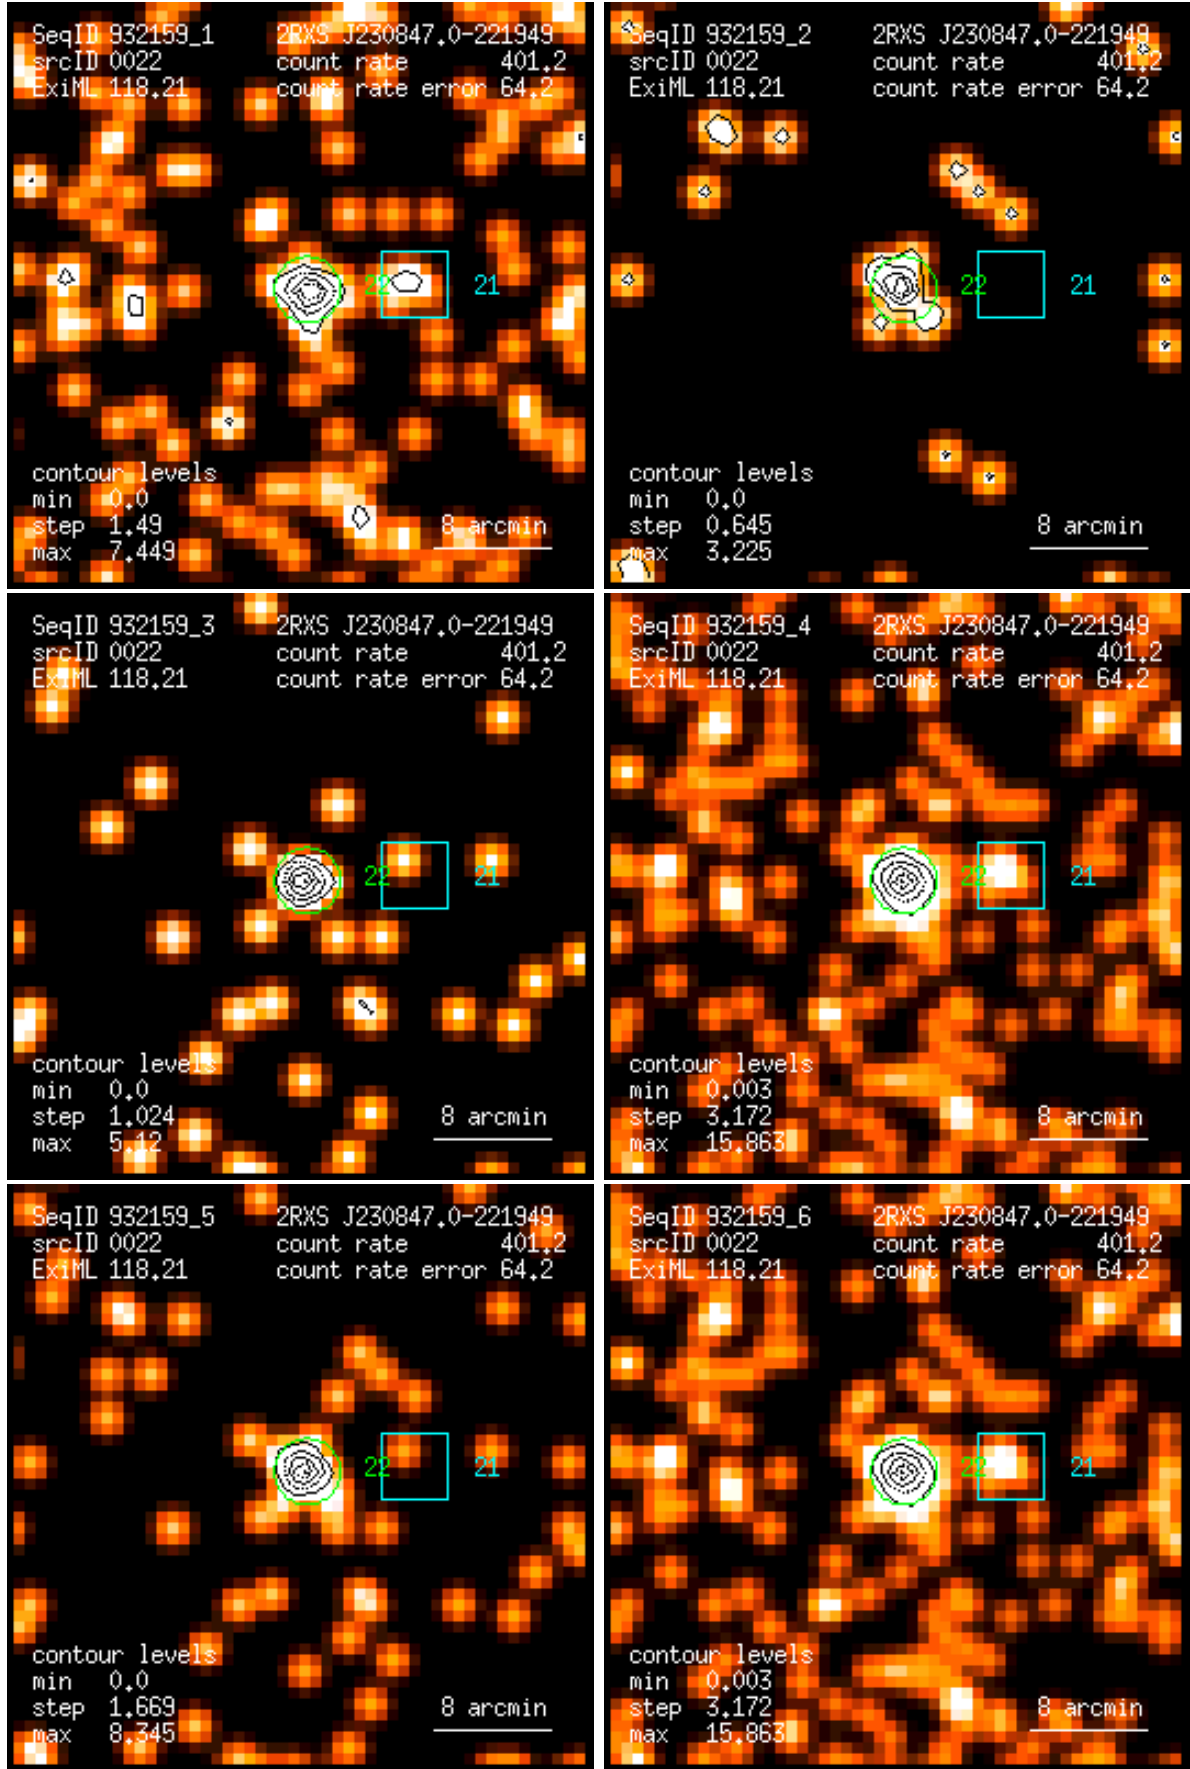 SeqID 932159_1 2RXS J230847.0-221949
srcID 0022 count rate 401.2
ExiML 118.21 count rate error 64.2
22 21
contour levels
min 0.0
step 1.49 8 arcmin
max 7.449
SeqID 932159_2 2RXS J230847.0-221949
srcID 0022 count rate 401.2
ExiML 118.21 count rate error 64.2
22 21
contour levels
min 0.0
step 0.645 8 arcmin
max 3.225
SeqID 932159_3 2RXS J230847.0-221949
srcID 0022 count rate 401.2
ExiML 118.21 count rate error 64.2
22 21
contour levels
min 0.0
step 1.024 8 arcmin
max 5.12
SeqID 932159_4 2RXS J230847.0-221949
srcID 0022 count rate 401.2
ExiML 118.21 count rate error 64.2
22 21
contour levels
min 0.003
step 3.172 8 arcmin
max 15.863
SeqID 932159_5 2RXS J230847.0-221949
srcID 0022 count rate 401.2
ExiML 118.21 count rate error 64.2
22 21
contour levels
min 0.0
step 1.669 8 arcmin
max 8.345
SeqID 932159_6 2RXS J230847.0-221949
srcID 0022 count rate 401.2
ExiML 118.21 count rate error 64.2
22 21
contour levels
min 0.003
step 3.172 8 arcmin
max 15.863